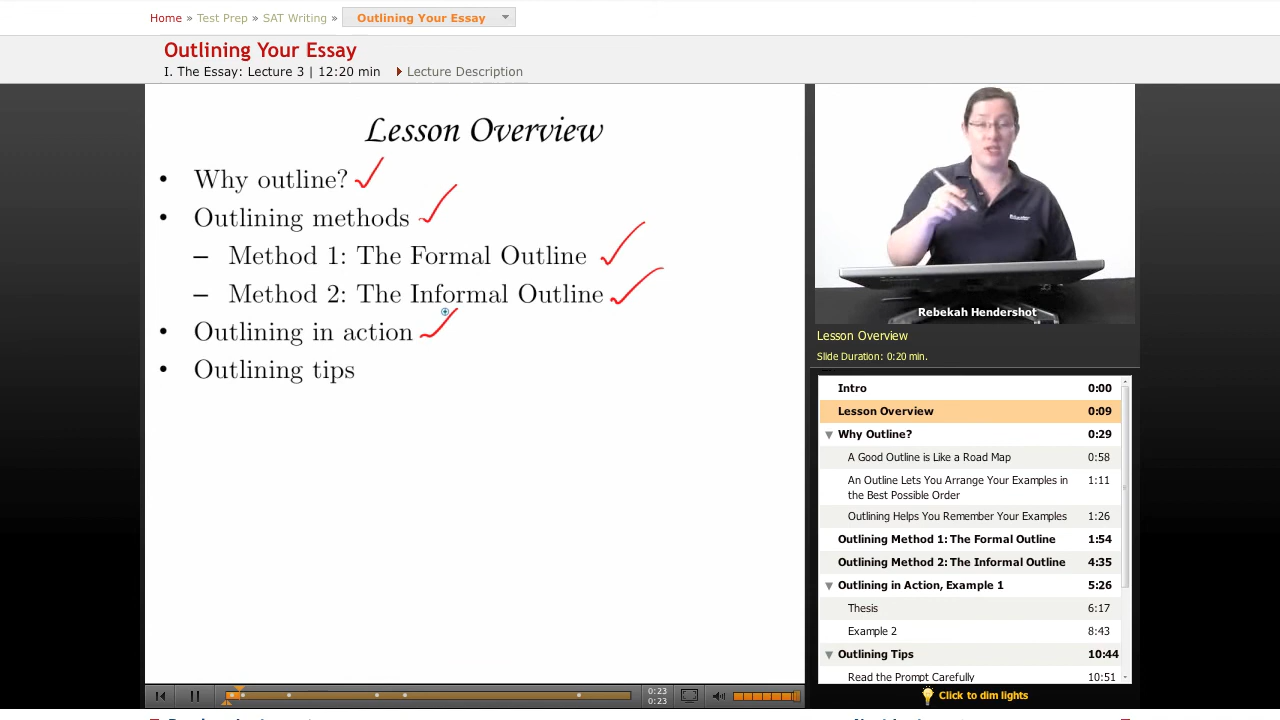 Home » Test Prep » SAT Writing » Outlining Your Essay
Outlining Your Essay
I. The Essay: Lecture 3 | 12:20 min Lecture Description
Lesson Overview
• Why outline?
• Outlining methods
– Method 1: The Formal Outline
– Method 2: The Informal Outline
• Outlining in action
• Outlining tips
Rebekah Hendershot
Lesson Overview
Slide Duration: 0:20 min.
Intro 0:00
Lesson Overview 0:09
Why Outline? 0:29
A Good Outline is Like a Road Map 0:58
An Outline Lets You Arrange Your Examples in 1:11
the Best Possible Order
Outlining Helps You Remember Your Examples 1:26
Outlining Method 1: The Formal Outline 1:54
Outlining Method 2: The Informal Outline 4:35
Outlining in Action, Example 1 5:26
Thesis 6:17
Example 2 8:43
Outlining Tips 10:44
Read the Prompt Carefully 10:51
0:23
0:23
Click to dim lights